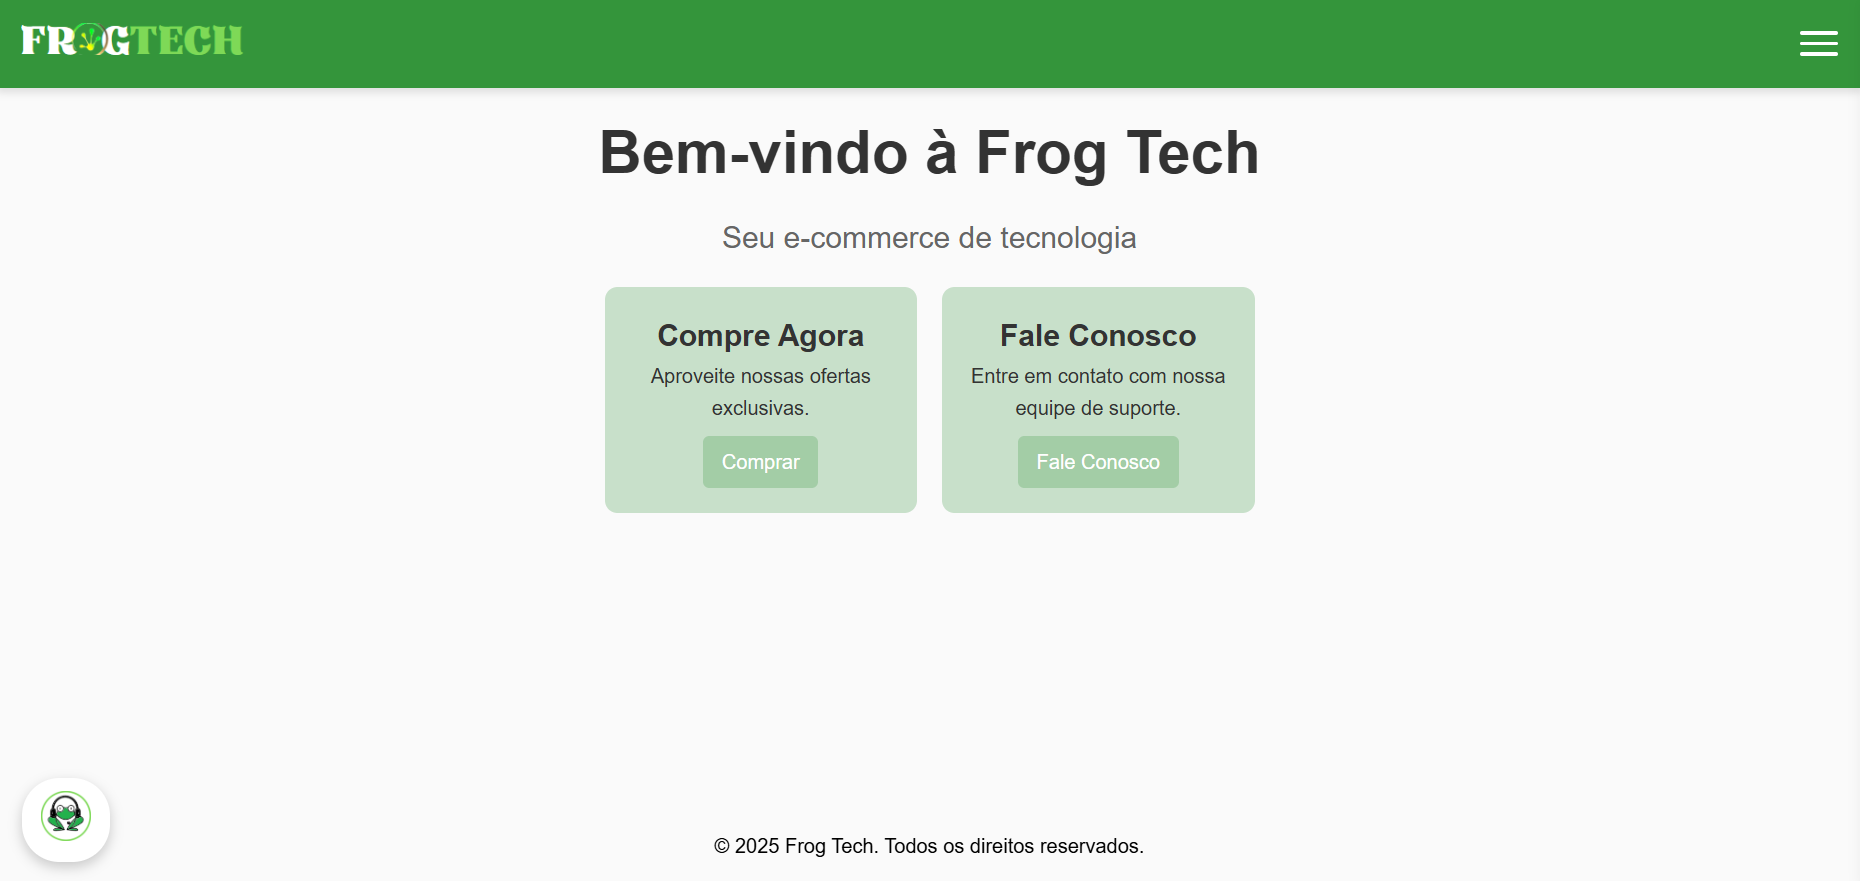 FROGTECH
Bem-vindo à Frog Tech
Seu e-commerce de tecnologia
Compre Agora
Aproveite nossas ofertas
exclusivas.
Comprar
Fale Conosco
Entre em contato com nossa
equipe de suporte.
Fale Conosco
© 2025 Frog Tech. Todos os direitos reservados.